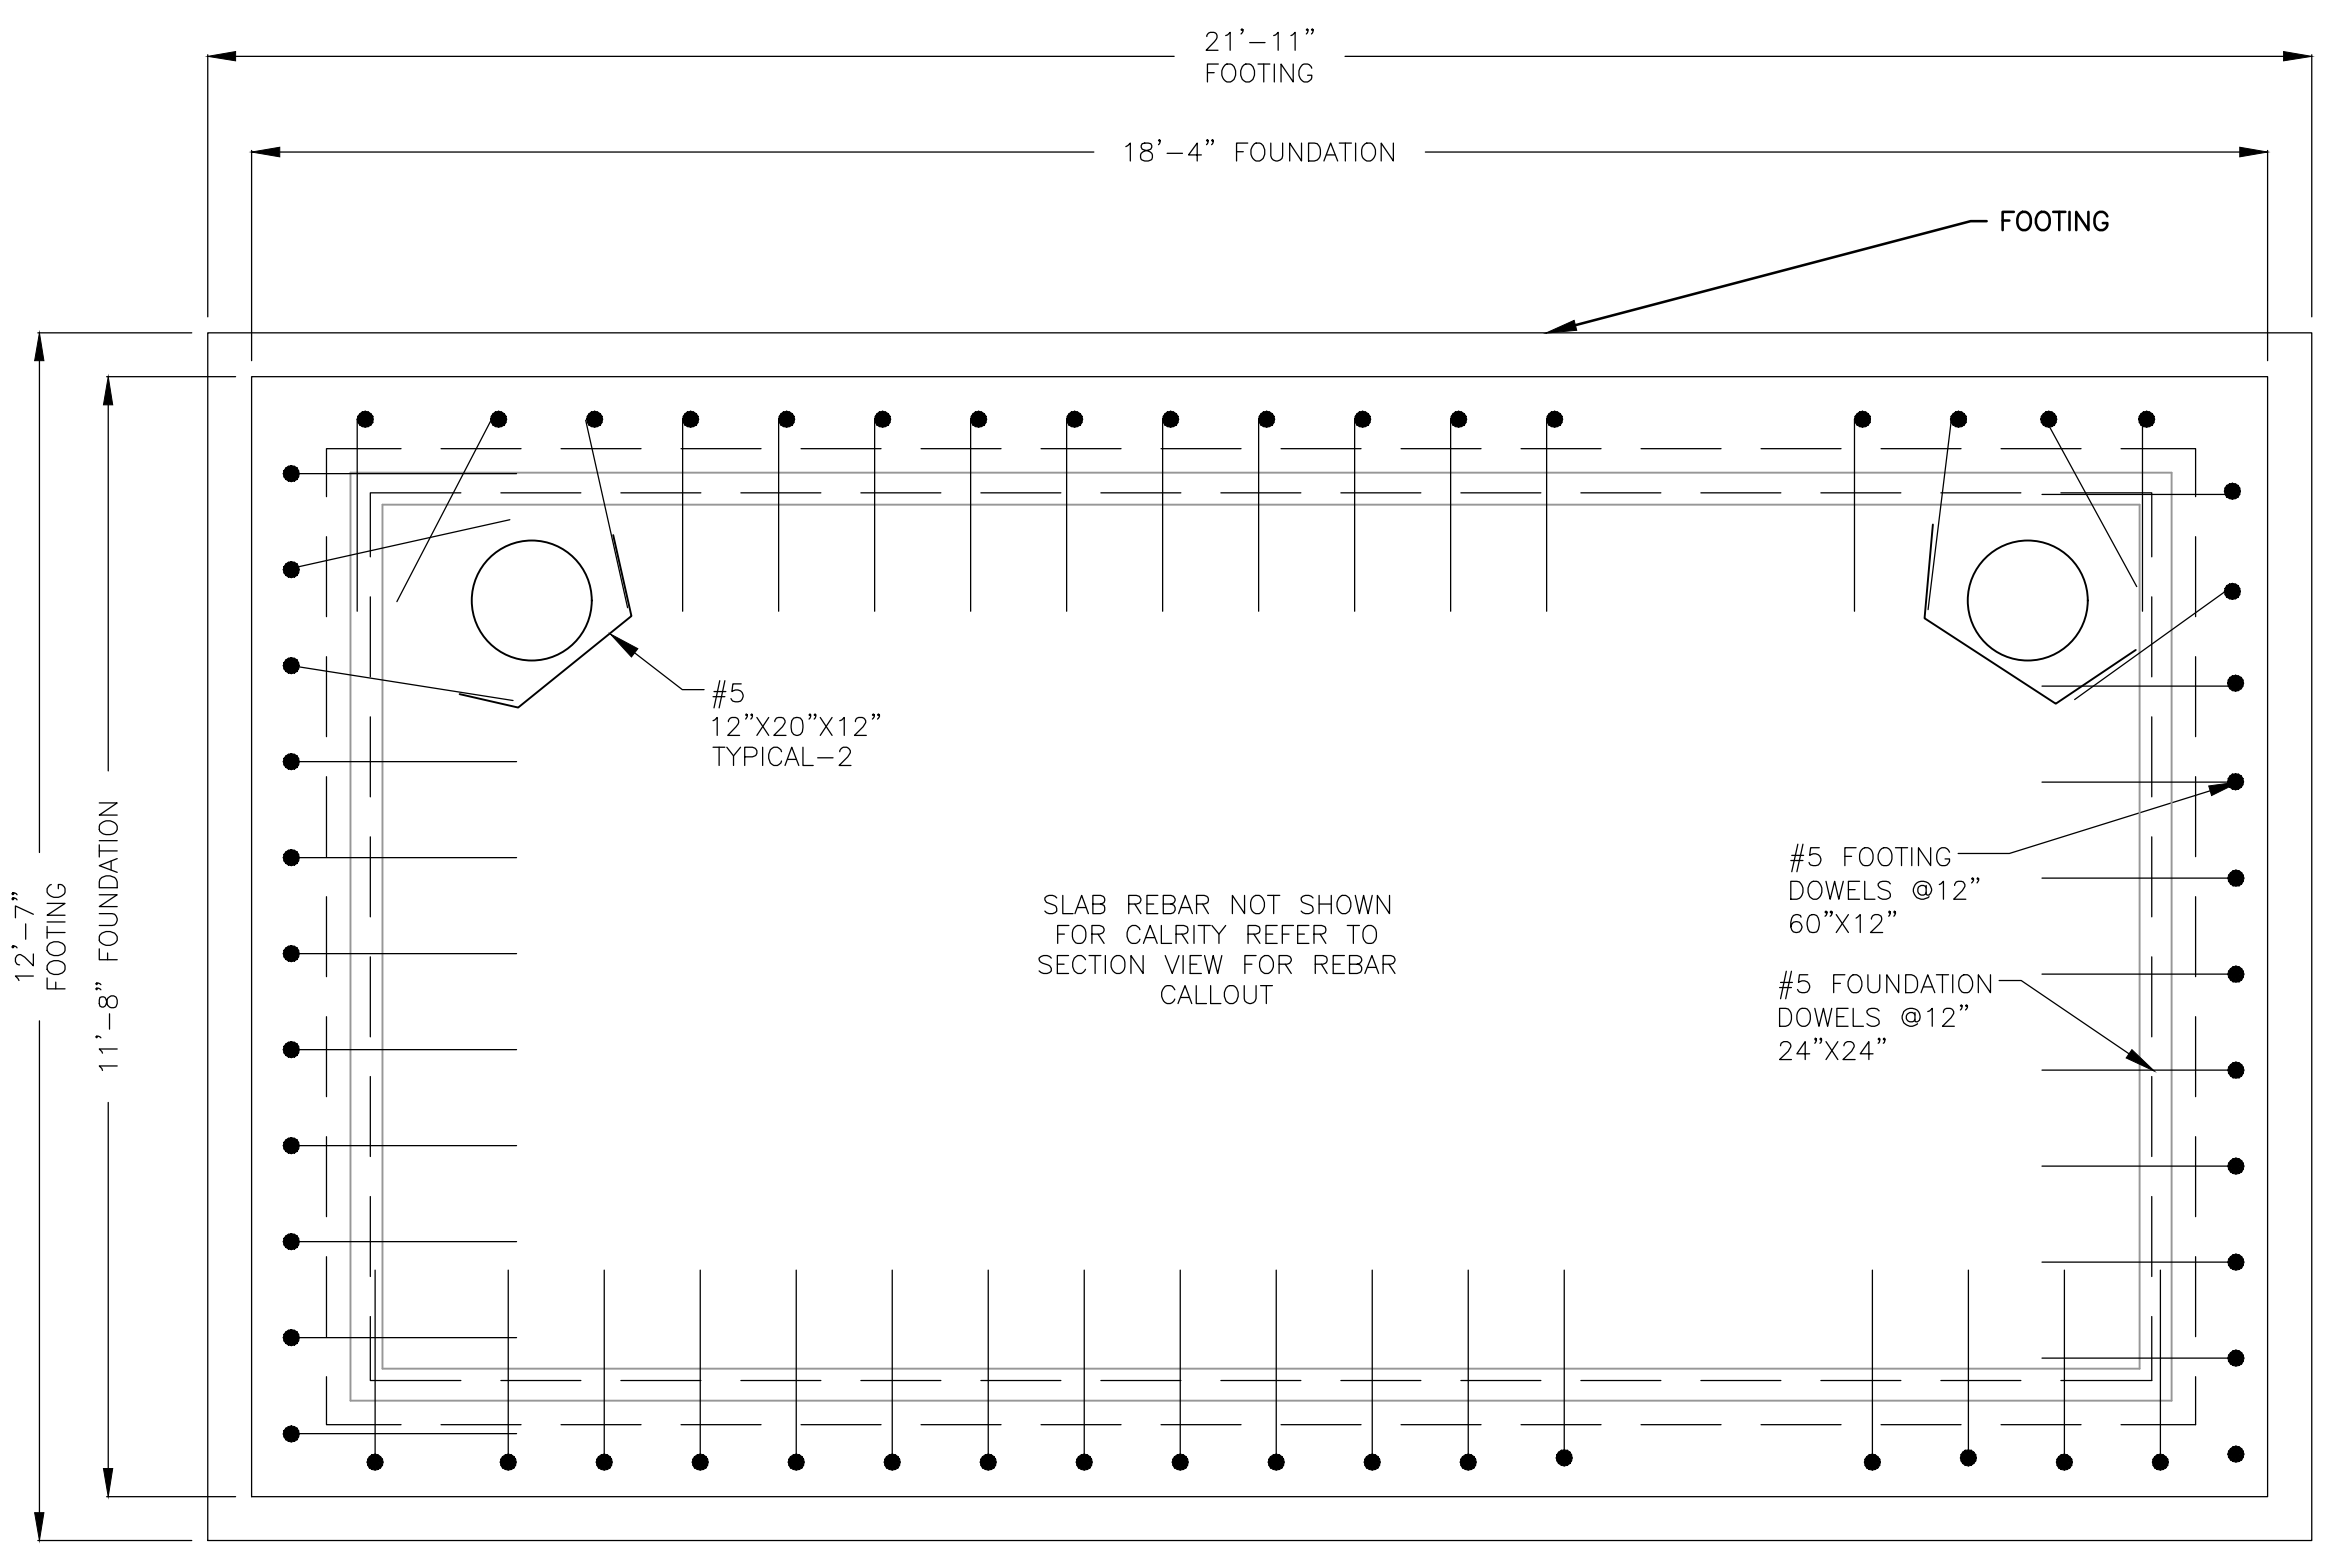 21’-11”
FOOTING
18’-4” FOUNDATION
FOOTING
12’-7”
FOOTING
11’-8” FOUNDATION
#5
12”X20”X12”
TYPICAL-2
#5 FOOTING
DOWELS @12”
60”X12”
SLAB REBAR NOT SHOWN
FOR CALRITY REFER TO
SECTION VIEW FOR REBAR
CALLOUT
#5 FOUNDATION
DOWELS @12”
24”X24”